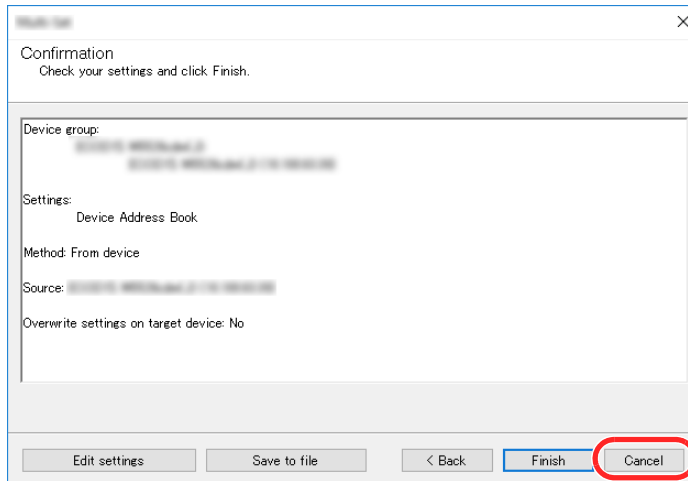 Confirmation
Check your settings and click Finish.
Device group:
Settings:
Device Address Book
Method: From device
Source:
Overwrite settings on target device: No
Edit settings
Save to file
< Back
Finish
Cancel